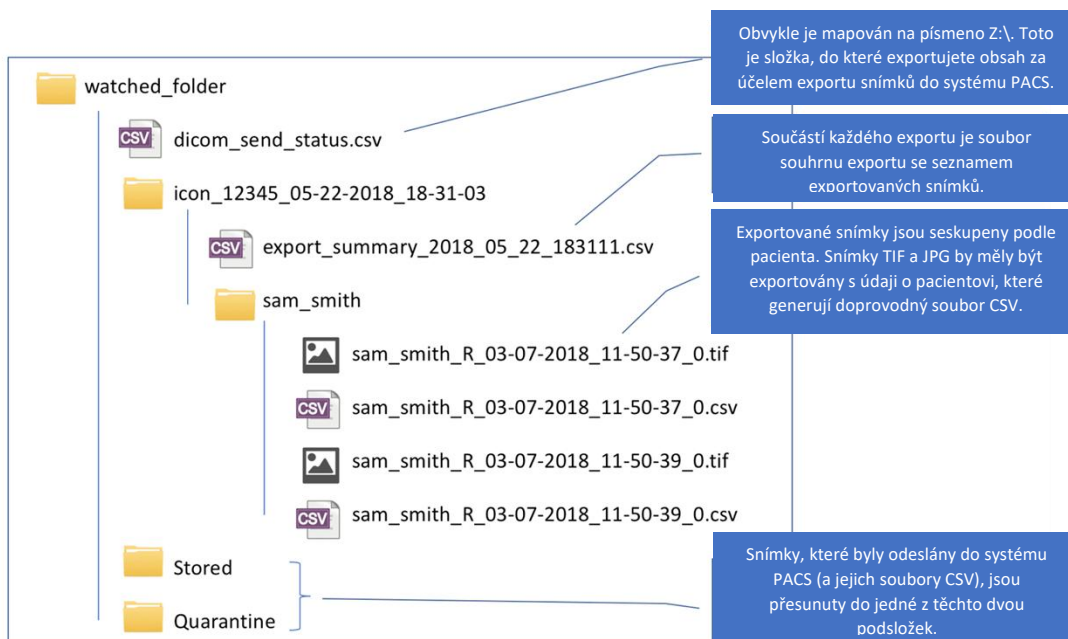 Obvykle je mapován na písmeno Z:\. Toto
je složka, do které exportujete obsah za
účelem exportu snímků do systému PACS.
watched_folder
CSV
dicom_send_status.csv
Součástí každého exportu je soubor
souhrnu exportu se seznamem
exportovaných snímků.
icon_12345_05-22-2018_18-31-03
CSV
export_summary_2018_05_22_183111.csv
Exportované snímky jsou seskupeny podle
pacienta. Snímky TIF a JPG by měly být
exportovány s údaji o pacientovi, které
generují doprovodný soubor CSV.
sam_smith
sam_smith_R_03-07-2018_11-50-37_0.tif
CSV
sam_smith_R_03-07-2018_11-50-37_0.csv
sam_smith_R_03-07-2018_11-50-39_0.tif
CSV
sam_smith_R_03-07-2018_11-50-39_0.csv
Stored
Quarantine
Snímky, které byly odeslány do systému
PACS (a jejich soubory CSV), jsou
přesunuty do jedné z těchto dvou
podsložek.